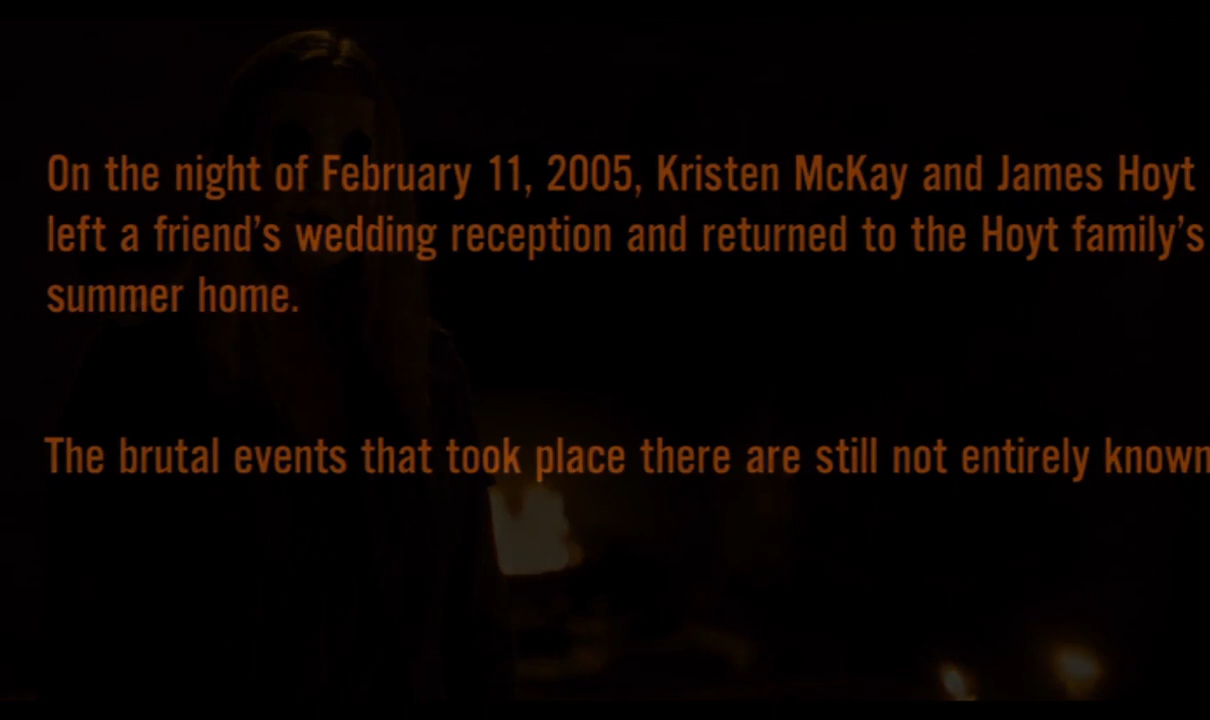 On the night of February 11, 2005, Kristen McKay and James Hoyt
left a friend’s wedding reception and returned to the Hoyt family’s
summer home.
The brutal events that took place there are still not entirely known